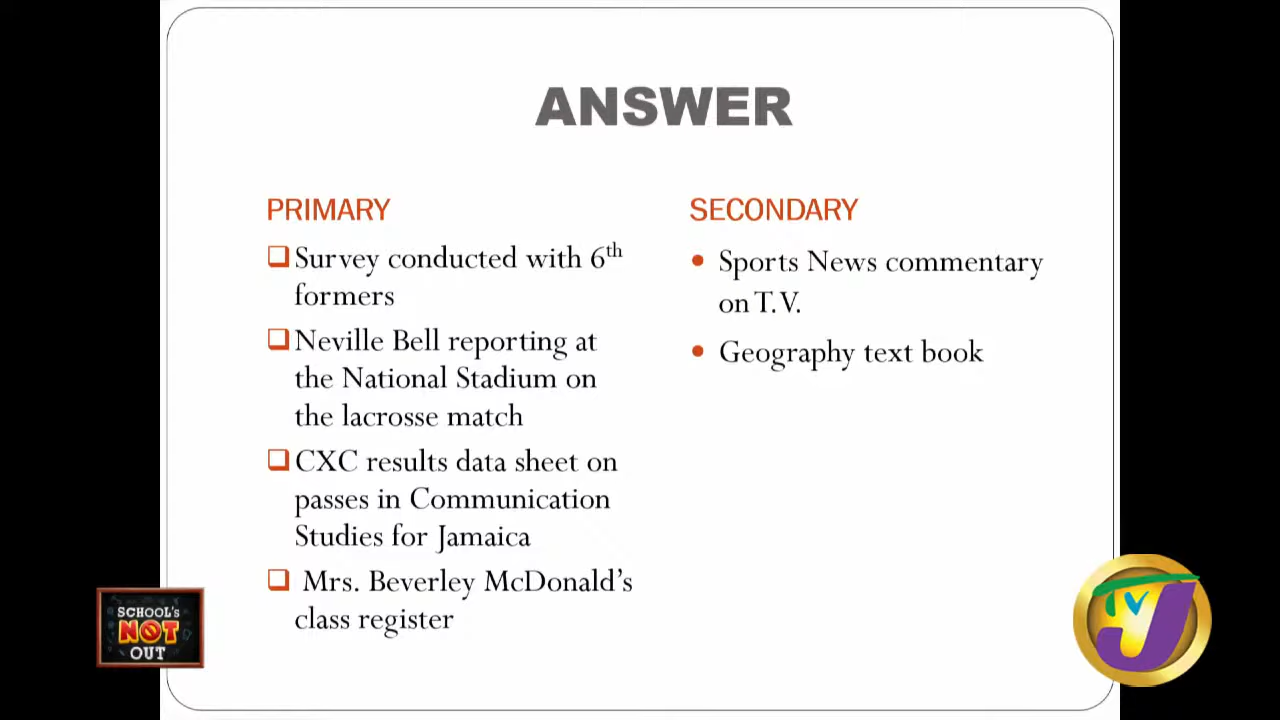 ANSWER
PRIMARY
Survey conducted with 6th
formers
Neville Bell reporting at
the National Stadium on
the lacrosse match
CXC results data sheet on
passes in Communication
Studies for Jamaica
Mrs. Beverley McDonald's
class register
SECONDARY
Sports News commentary
on T.V.
Geography text book
SCHOOL's
NOT
OUT
TVJ